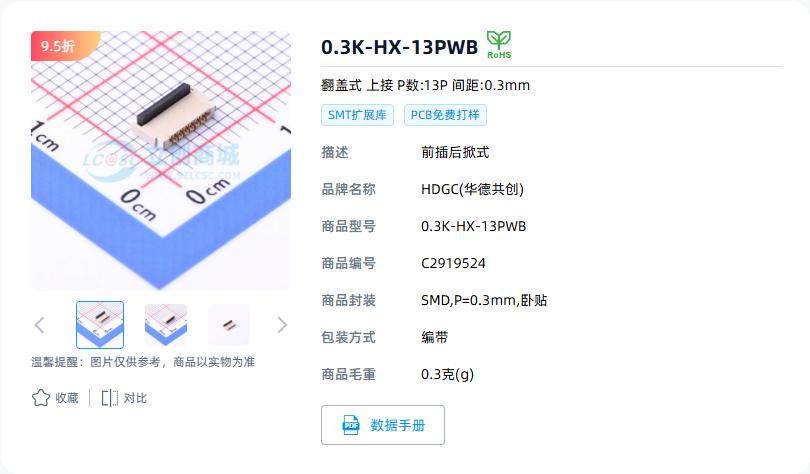 9.5折
1cm
0cm
0cm
1
LC@SC 立创商城
WWW.SZLCSC.COM
温馨提醒：图片仅供参考，商品以实物为准
收藏
对比
0.3K-HX-13PWB
RoHS
翻盖式 上接 P数:13P 间距:0.3mm
SMT扩展库
PCB免费打样
描述 前插后掀式
品牌名称 HDGC(华德共创)
商品型号 0.3K-HX-13PWB
商品编号 C2919524
商品封装 SMD,P=0.3mm,卧贴
包装方式 编带
商品毛重 0.3克(g)
PDF 数据手册